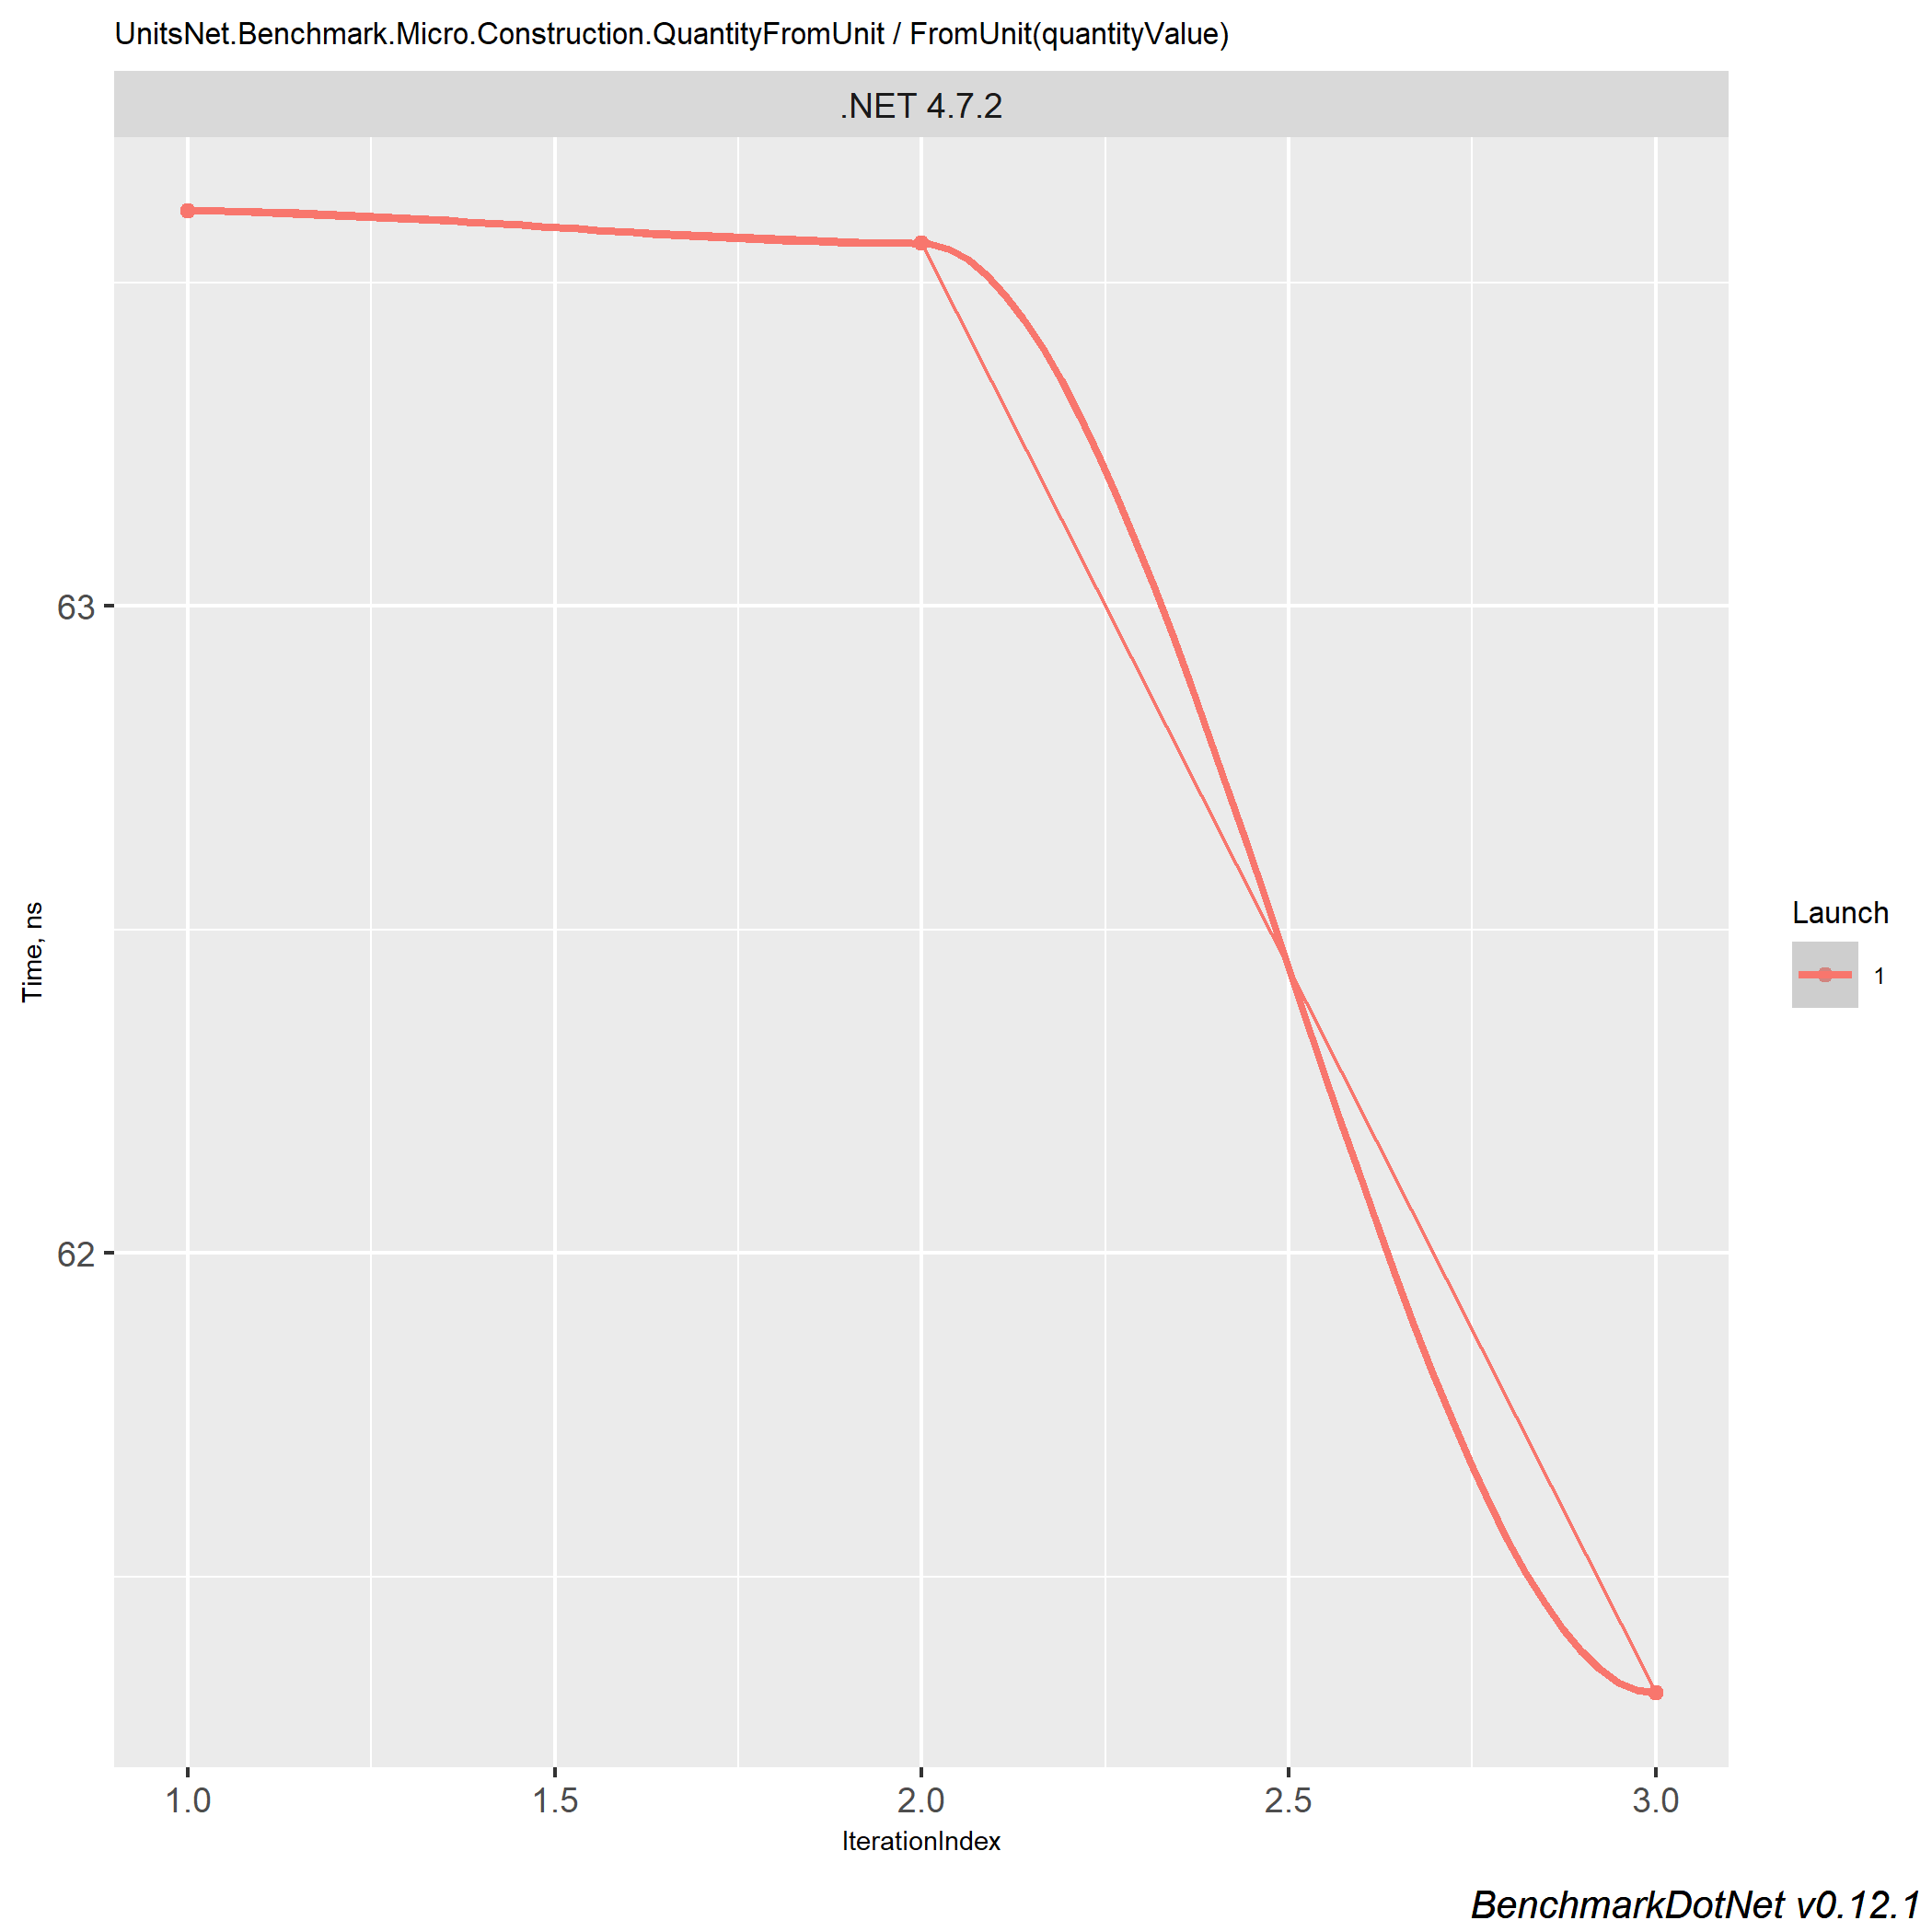 UnitsNet.Benchmark.Micro.Construction.QuantityFromUnit / FromUnit(quantityValue)
.NET 4.7.2
63
62
Time, ns
1.0 1.5 2.0 2.5 3.0
IterationIndex
Launch
1
BenchmarkDotNet v0.12.1